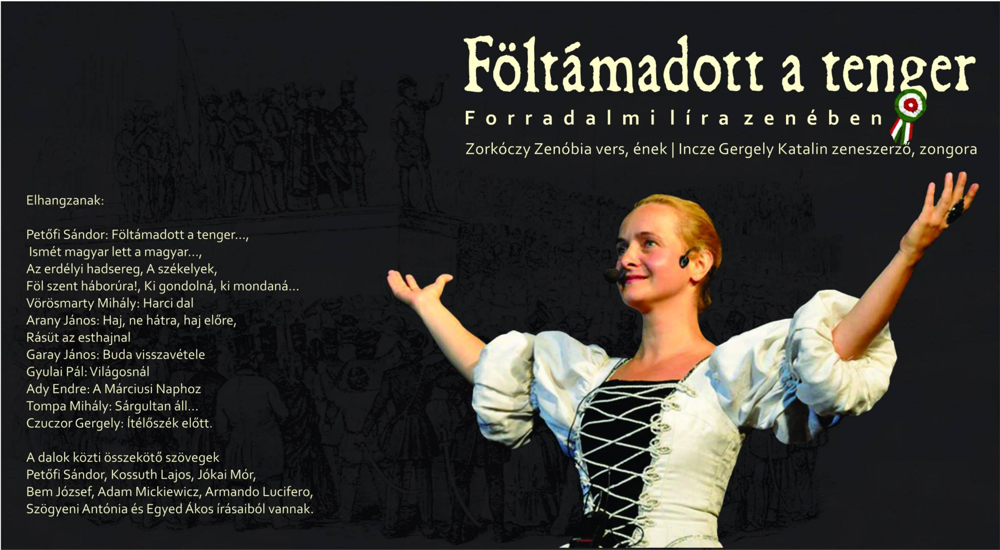 Föltámadott a tenger
Forradalmi líra zenében
Zorkóczy Zenóbia vers, ének | Incze Gergely Katalin zeneszerző, zongora
Elhangzanak:
Petőfi Sándor: Föltámadott a tenger...,
Ismét magyar lett a magyar...,
Az erdélyi hadsereg, A székelyek,
Föl szent háborúra!, Ki gondolná, ki mondaná...
Vörösmarty Mihály: Harci dal
Arany János: Haj, ne hátra, haj előre,
Rásüt az esthajnal
Garay János: Buda visszavétele
Gyulai Pál: Világosnál
Ady Endre: A Márciusi Naphoz
Tompa Mihály: Sárgultan áll...
Czuczor Gergely: Ítélőszék előtt.
A dalok közti összekötő szövegek
Petőfi Sándor, Kossuth Lajos, Jókai Mór,
Bem József, Adam Mickiewicz, Armando Lucifero,
Szögyeni Antónia és Egyed Ákos írásaiból vannak.